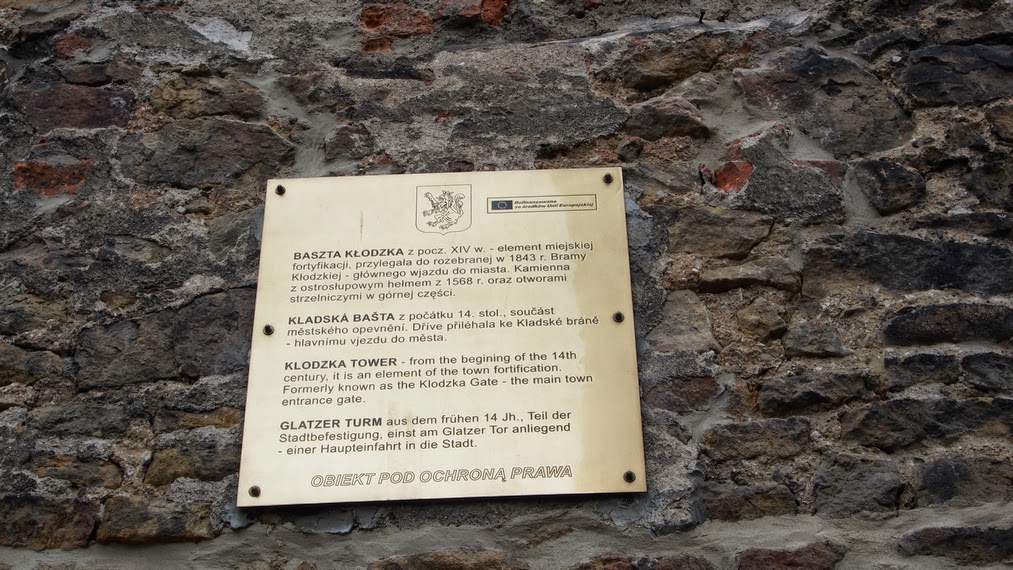 Dofinansowano
ze środków Unii Europejskiej
BASZTA KŁODZKA z pocz. XIV w. - element miejskiej
fortyfikacji, przylegała do rozebranej w 1843 r. Bramy
Kłodzkiej - głównego wjazdu do miasta. Kamienna
z ostrosłupowym hełmem z 1568 r. oraz otworami
strzelniczymi w górnej części.
KLADSKÁ BAŠTA z počátku 14. stol., součást
městského opevnění. Dříve přiléhala ke Kladské bráně
- hlavnímu vjezdu do města.
KLODZKA TOWER - from the begining of the 14th
century, it is an element of the town fortification.
Formerly known as the Klodzka Gate - the main town
entrance gate.
GLATZER TURM aus dem frühen 14 Jh., Teil der
Stadtbefestigung, einst am Glatzer Tor anliegend
- einer Haupteinfahrt in die Stadt.
OBIEKT POD OCHRONĄ PRAWA